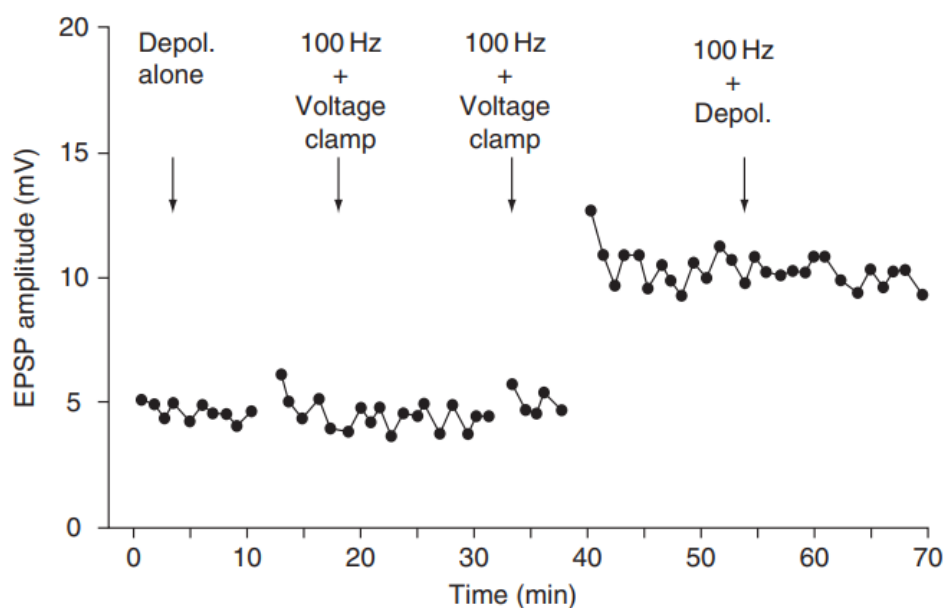 20
15
10
5
0
EPSP amplitude (mV)
Depol.
alone
100 Hz
+
Voltage
clamp
100 Hz
+
Voltage
clamp
100 Hz
+
Depol.
0 10 20 30 40 50 60 70
Time (min)